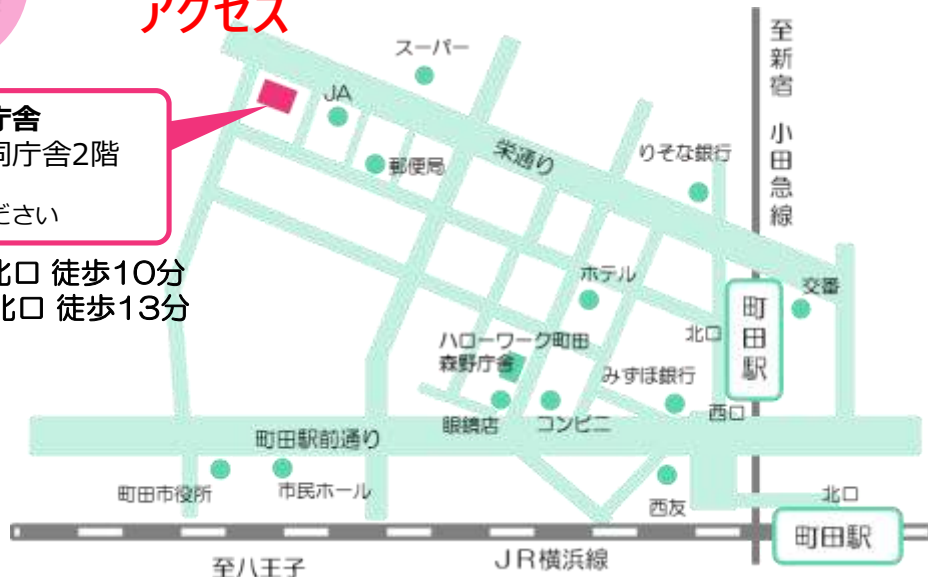 アクセス
庁舎
同庁舎2階
ださい
北口 徒歩10分
北口 徒歩13分
スーパー
JA
郵便局
栄通り
りそな銀行
至新宿 小田急線
交番
町田駅
北口
西口
ホテル
ハローワーク町田
森野庁舎
みずほ銀行
眼鏡店
コンビニ
町田駅前通り
町田市役所
市民ホール
西友
北口
町田駅
至八王子
JR横浜線